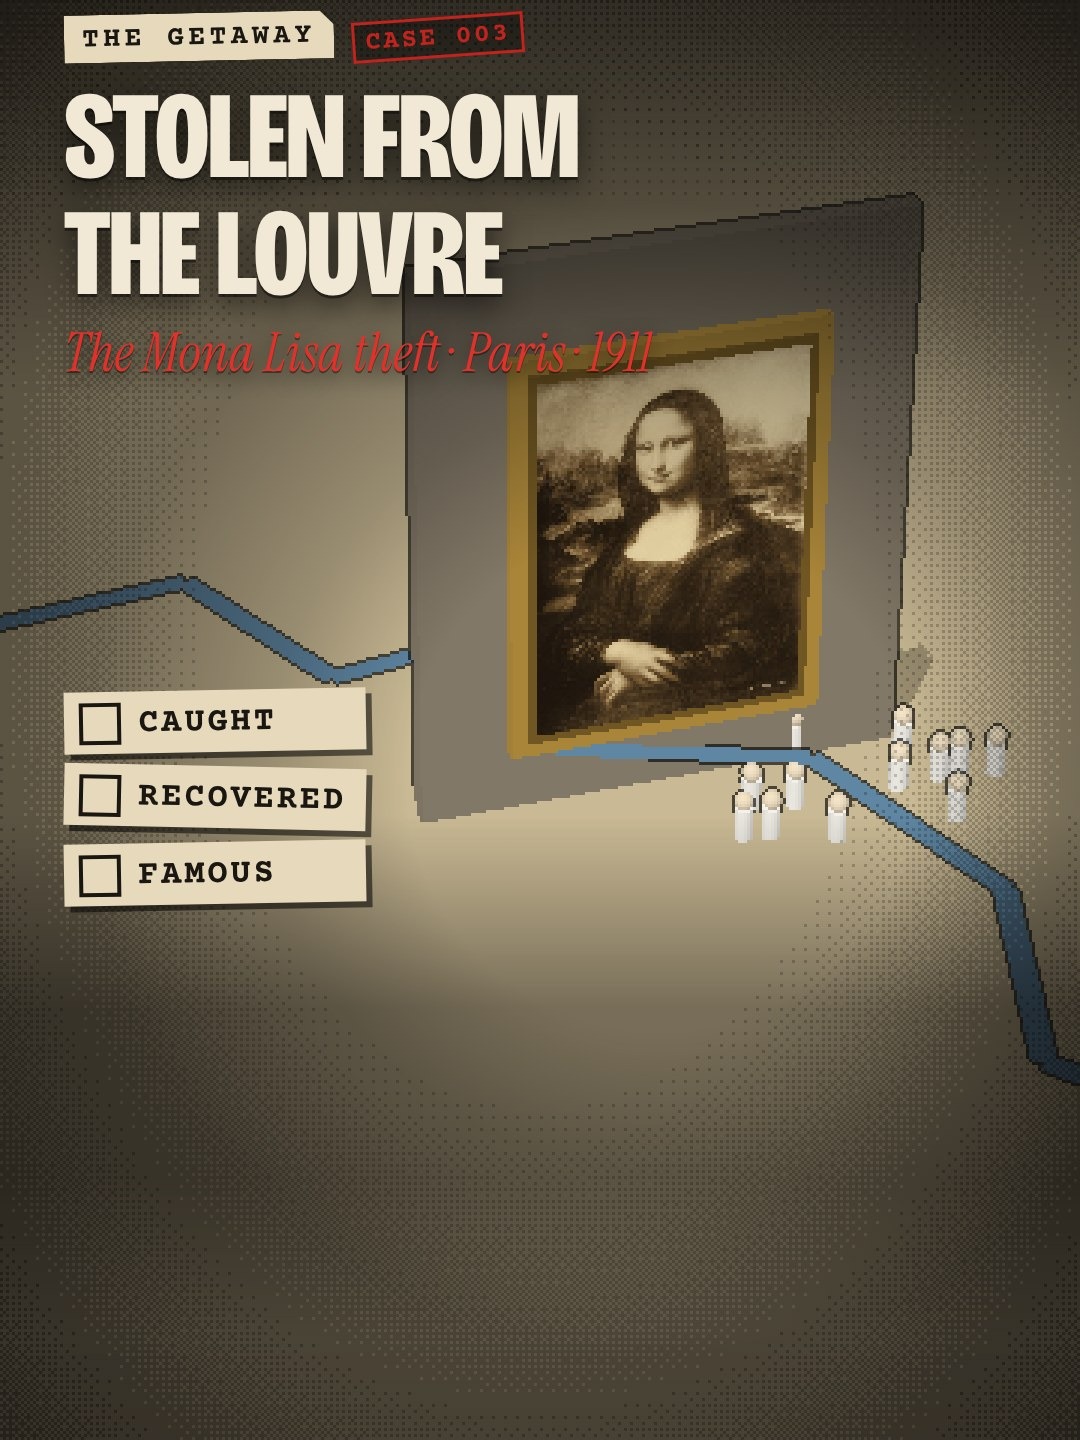 THE GETAWAY
CASE 003
STOLEN FROM
THE LOUVRE
The Mona Lisa theft · Paris · 1911
CAUGHT
RECOVERED
FAMOUS